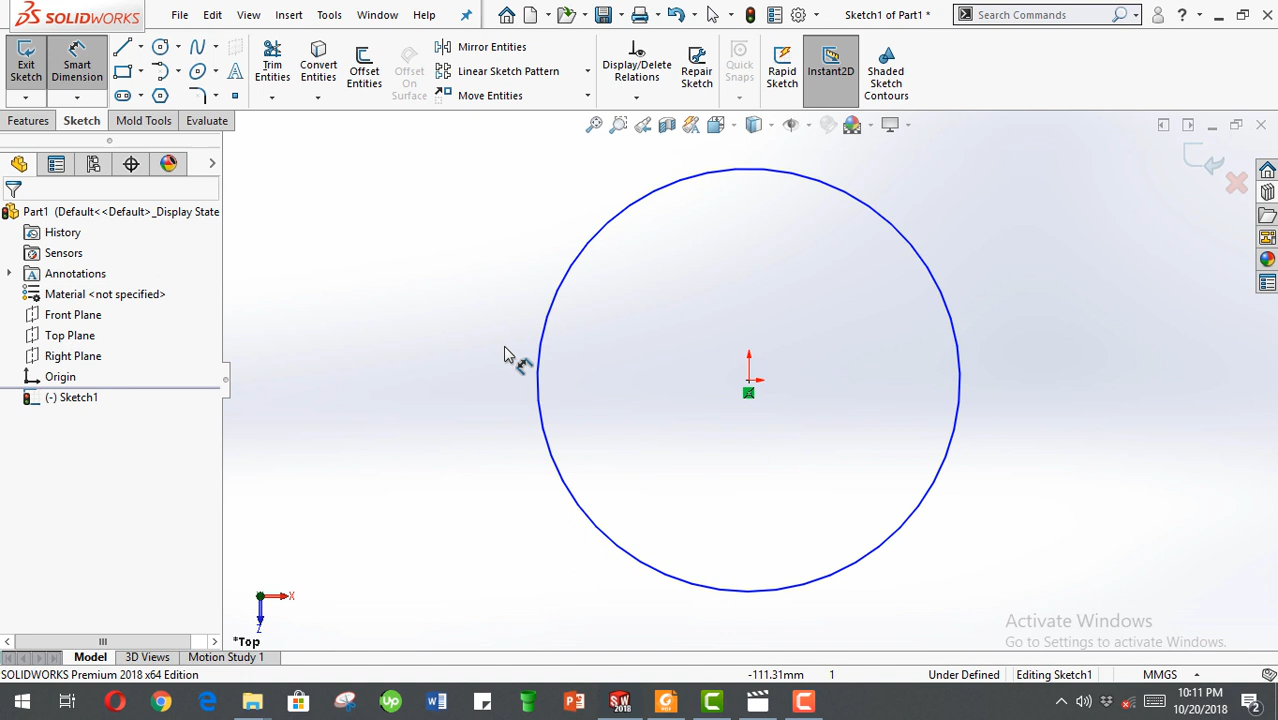 SOLIDWORKS
File Edit View Insert Tools Window Help
Sketch1 of Part1 *
Search Commands
Exit Sketch
Smart Dimension
Trim Entities
Convert Entities
Offset Entities
Offset On Surface
Mirror Entities
Linear Sketch Pattern
Move Entities
Display/Delete Relations
Repair Sketch
Quick Snaps
Rapid Sketch
Instant2D
Shaded Sketch Contours
Features Sketch Mold Tools Evaluate
Part1 (Default<<Default>_Display State
History
Sensors
Annotations
Material <not specified>
Front Plane
Top Plane
Right Plane
Origin
(-) Sketch1
X
Z
*Top
Activate Windows
Go to Settings to activate Windows.
Model 3D Views Motion Study 1
SOLIDWORKS Premium 2018 x64 Edition
-111.31mm 1 Under Defined Editing Sketch1 MMGS
10:11 PM
10/20/2018